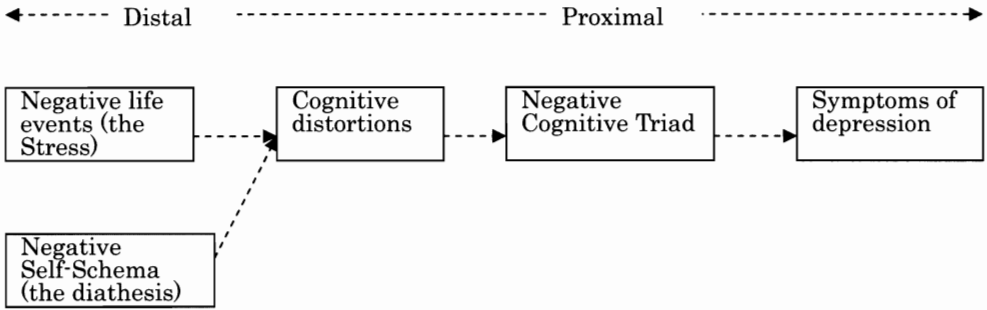 Distal Proximal
Negative life
events (the
Stress)
Cognitive
distortions
Negative
Cognitive Triad
Symptoms of
depression
Negative
Self-Schema
(the diathesis)